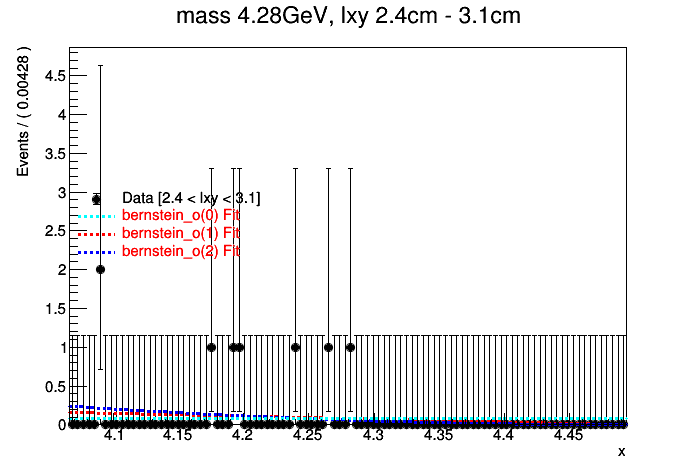 mass 4.28GeV, lxy 2.4cm - 3.1cm
Events / ( 0.00428 )
4.5
4
3.5
3
2.5
2
1.5
1
0.5
0
Data [2.4 < lxy < 3.1]
bernstein_o(0) Fit
bernstein_o(1) Fit
bernstein_o(2) Fit
4.1 4.15 4.2 4.25 4.3 4.35 4.4 4.45
x